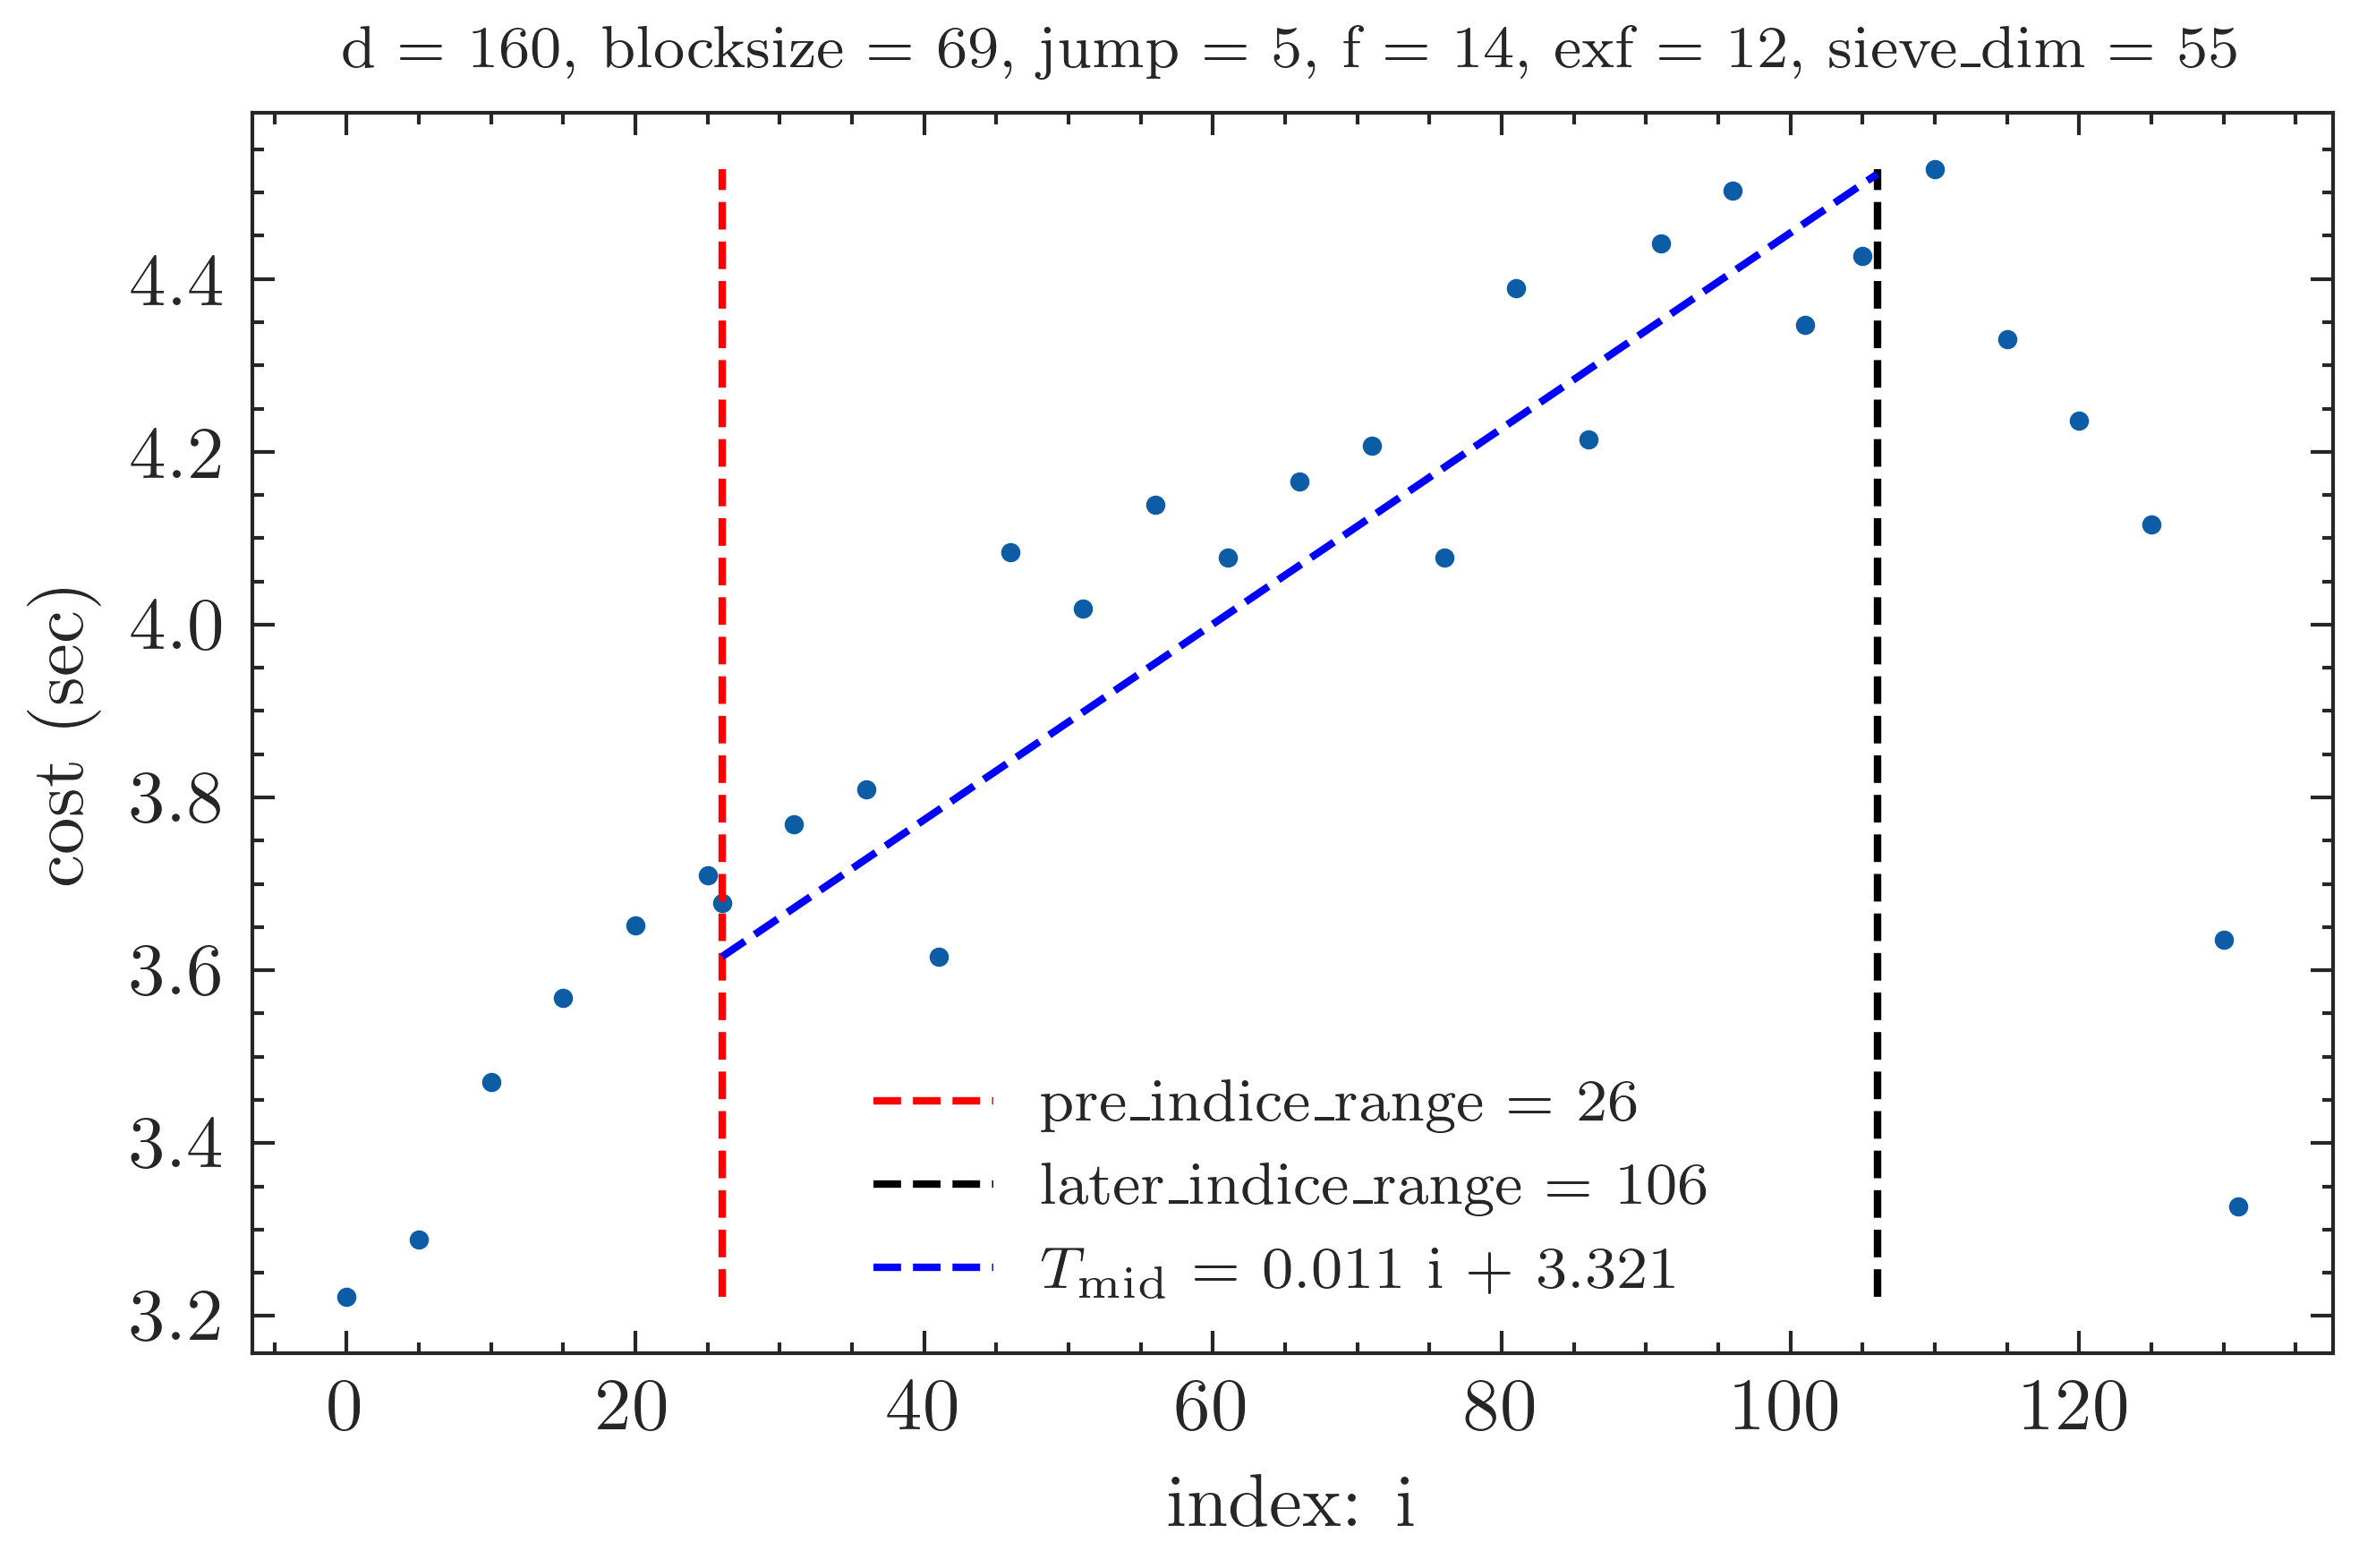 d = 160, blocksize = 69, jump = 5, f = 14, exf = 12, sieve_dim = 55
cost (sec)
4.4
4.2
4.0
3.8
3.6
3.4
3.2
pre_indice_range = 26
later_indice_range = 106
T_mid = 0.011 i + 3.321
0 20 40 60 80 100 120
index: i